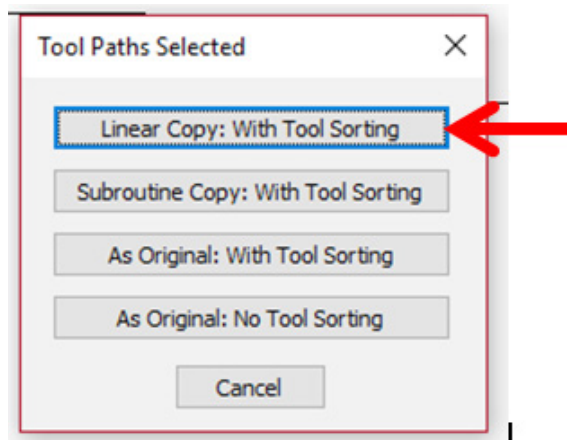 Tool Paths Selected
Linear Copy: With Tool Sorting
Subroutine Copy: With Tool Sorting
As Original: With Tool Sorting
As Original: No Tool Sorting
Cancel